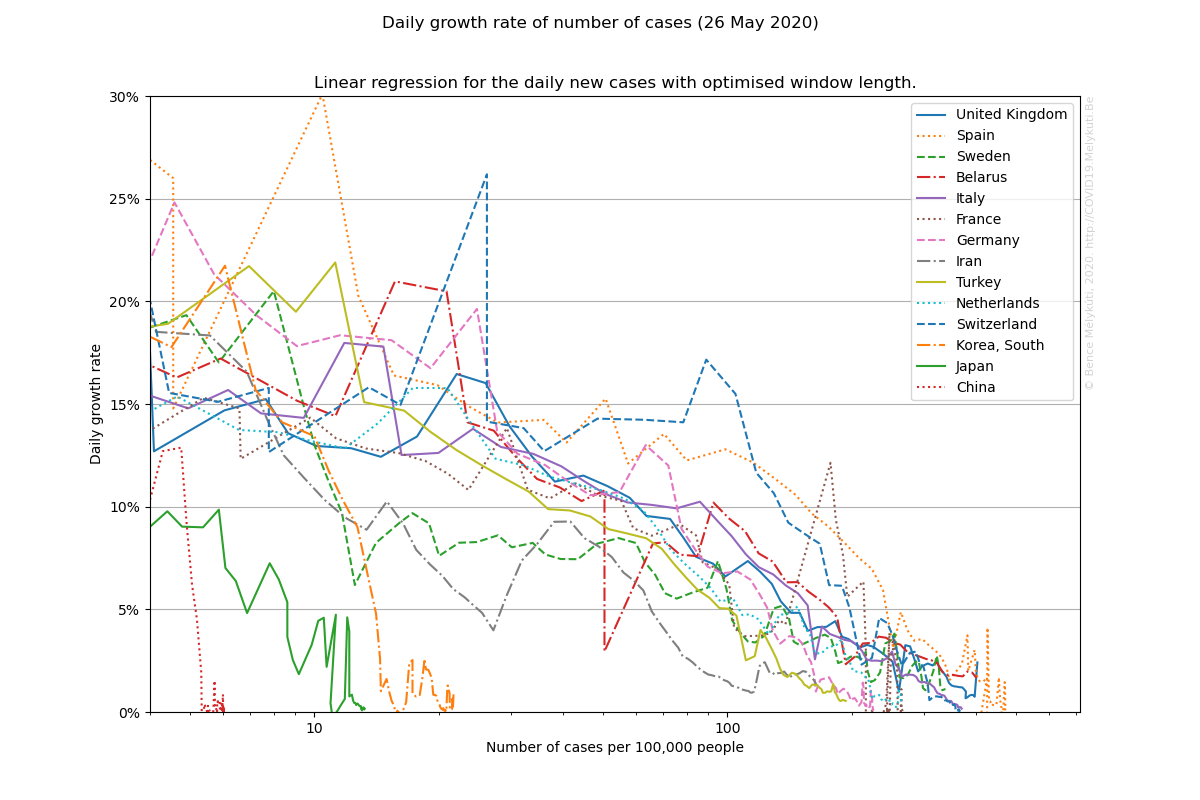 Daily growth rate of number of cases (26 May 2020)
Linear regression for the daily new cases with optimised window length.
30%
25%
20%
15%
10%
5%
0%
Daily growth rate
10
100
Number of cases per 100,000 people
United Kingdom
Spain
Sweden
Belarus
Italy
France
Germany
Iran
Turkey
Netherlands
Switzerland
Korea, South
Japan
China
© Bence Mélykúti, 2020. http://COVID19.Melykuti.Be